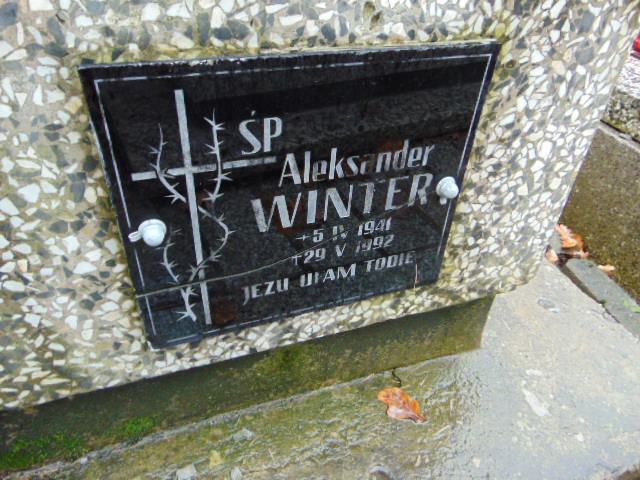 ŚP
Aleksander
WINTER
+5 IV 1941
+29 V 1992
JEZU UFAM TOBIE